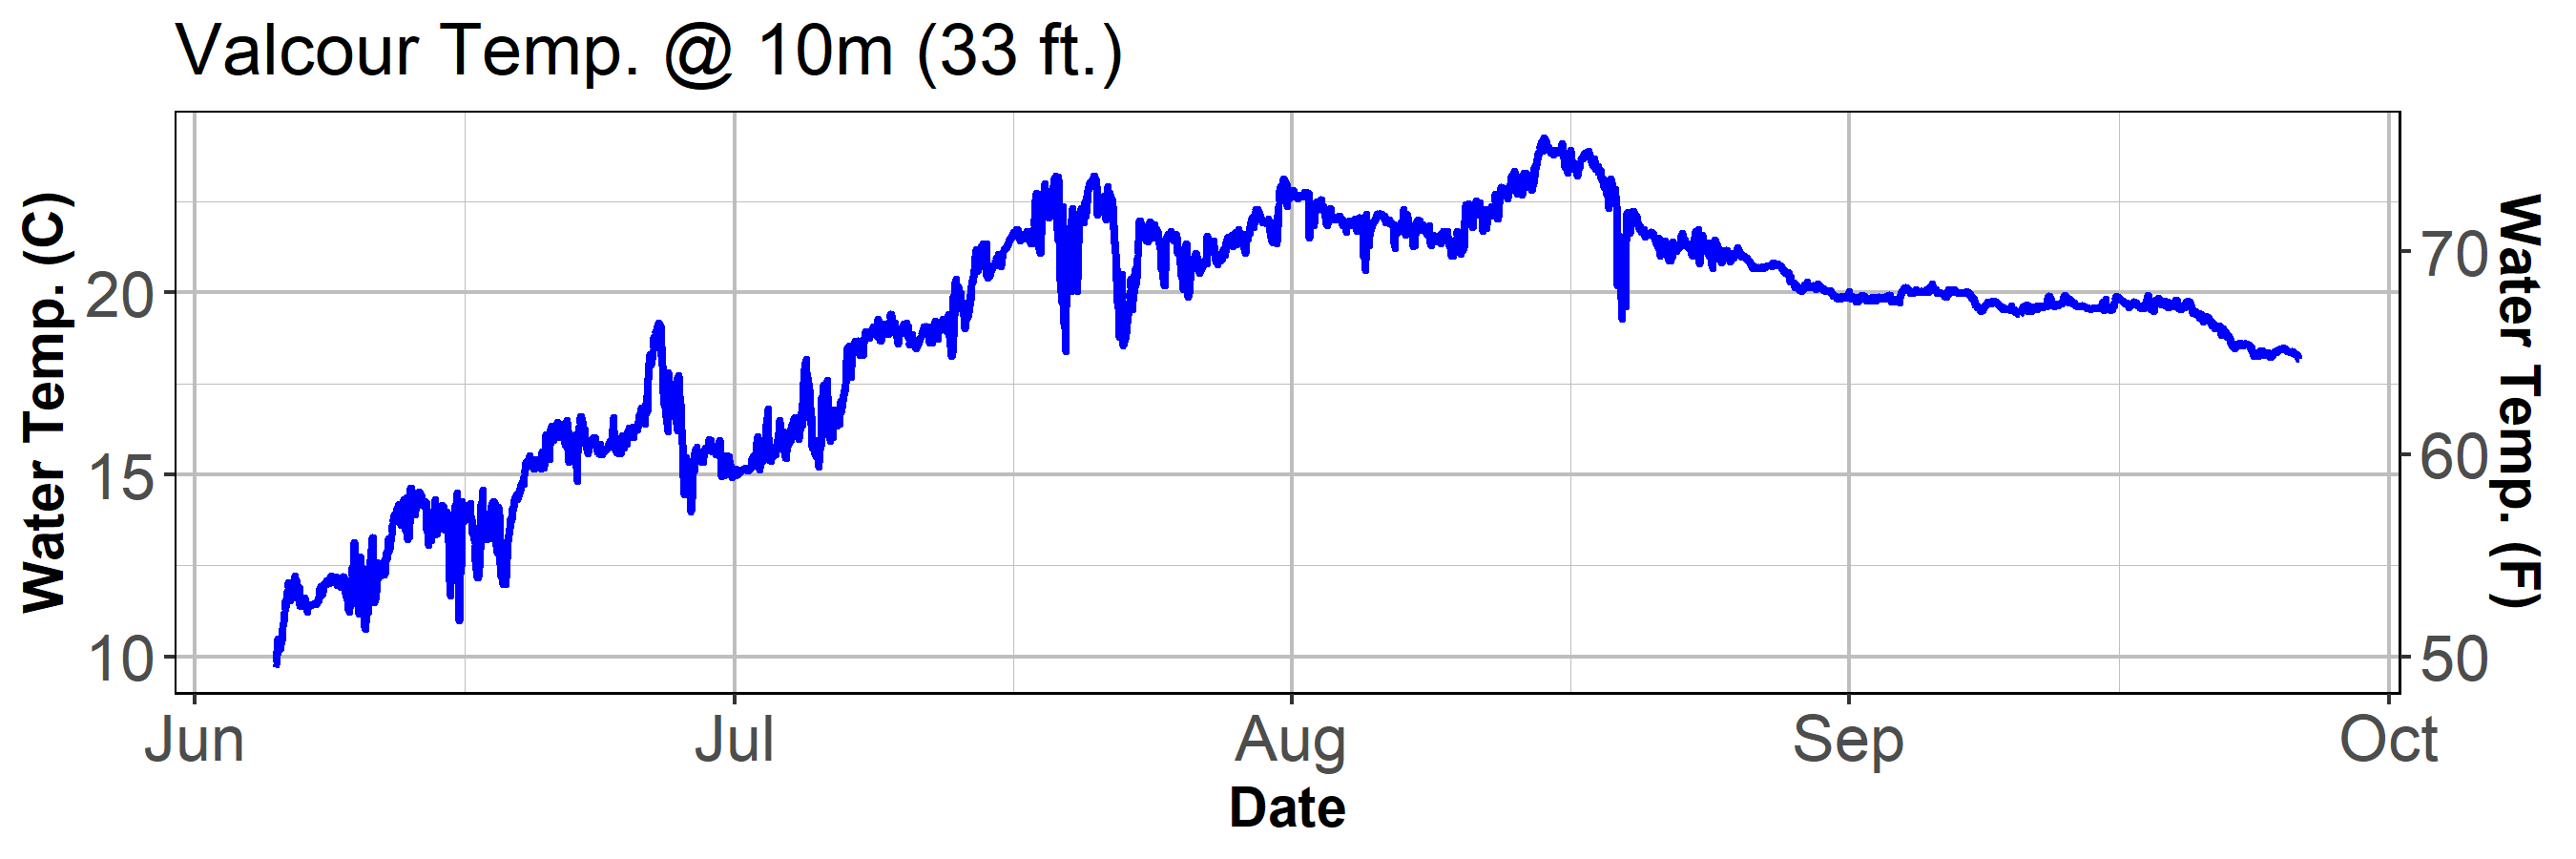 Valcour Temp. @ 10m (33 ft.)
Water Temp. (C)
20
15
10
70
60
50
Water Temp. (F)
Jun Jul Aug Sep Oct
Date